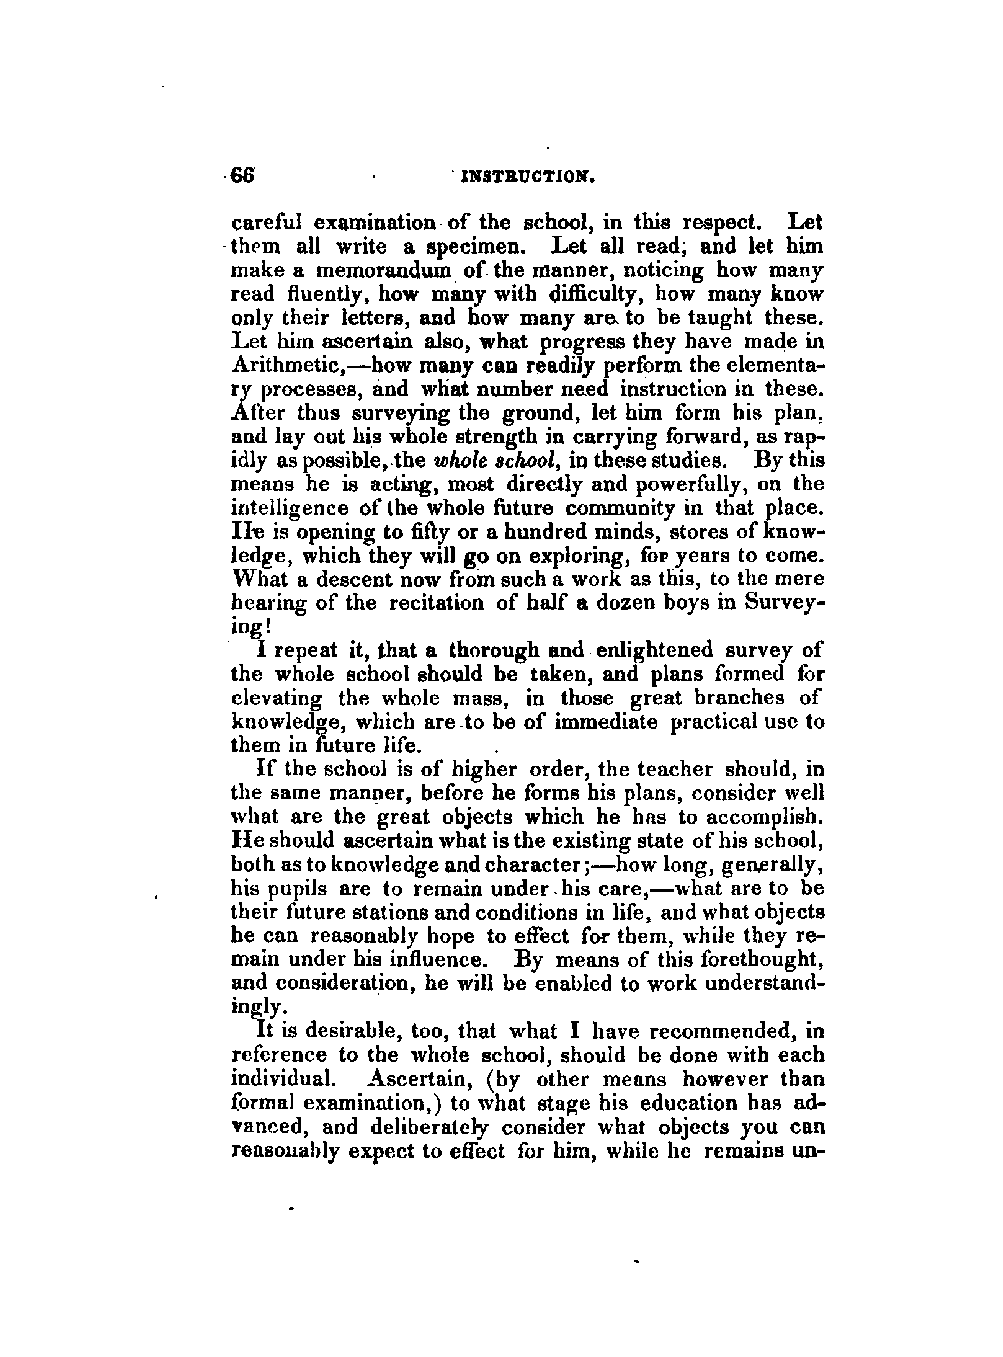 66 INSTRUCTION.
careful examination of the school, in this respect. Let
them all write a specimen. Let all read; and let him
make a memorandum of the manner, noticing how many
read fluently, how many with difficulty, how many know
only their letters, and how many are to be taught these.
Let him ascertain also, what progress they have made in
Arithmetic,—how many can readily perform the elementa-
ry processes, and what number need instruction in these.
After thus surveying the ground, let him form his plan,
and lay out his whole strength in carrying forward, as rap-
idly as possible, the whole school, in these studies. By this
means he is acting, most directly and powerfully, on the
intelligence of the whole future community in that place.
He is opening to fifty or a hundred minds, stores of know-
ledge, which they will go on exploring, for years to come.
What a descent now from such a work as this, to the mere
hearing of the recitation of half a dozen boys in Survey-
ing!
I repeat it, that a thorough and enlightened survey of
the whole school should be taken, and plans formed for
elevating the whole mass, in those great branches of
knowledge, which are to be of immediate practical use to
them in future life.
If the school is of higher order, the teacher should, in
the same manner, before he forms his plans, consider well
what are the great objects which he has to accomplish.
He should ascertain what is the existing state of his school,
both as to knowledge and character;—how long, generally,
his pupils are to remain under his care,—what are to be
their future stations and conditions in life, and what objects
he can reasonably hope to effect for them, while they re-
main under his influence. By means of this forethought,
and consideration, he will be enabled to work understand-
ingly.
It is desirable, too, that what I have recommended, in
reference to the whole school, should be done with each
individual. Ascertain, (by other means however than
formal examination,) to what stage his education has ad-
vanced, and deliberately consider what objects you can
reasonably expect to effect for him, while he remains un-